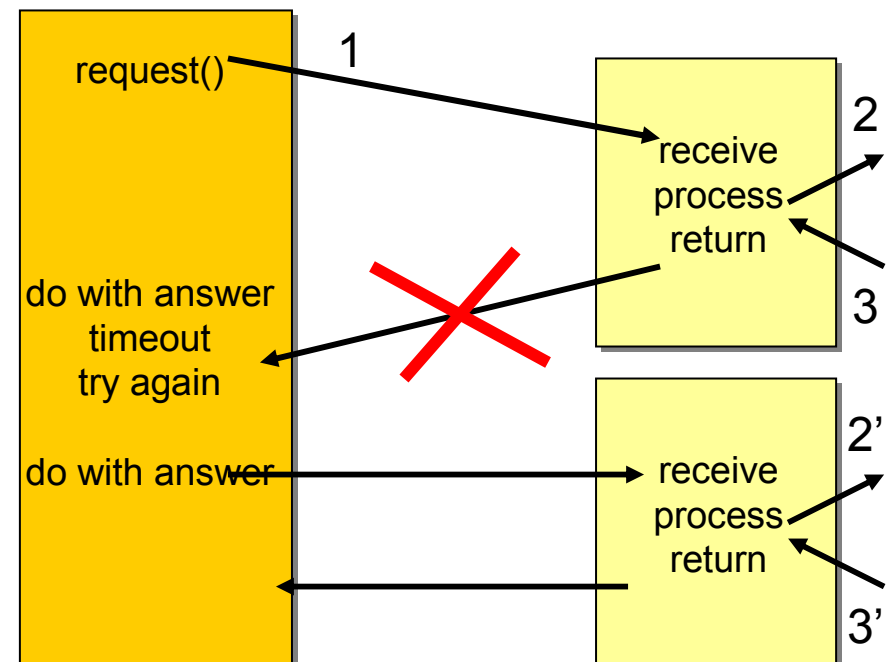 request()
1
receive
process
return
2
3
do with answer
timeout
try again
do with answer
receive
process
return
2’
3’